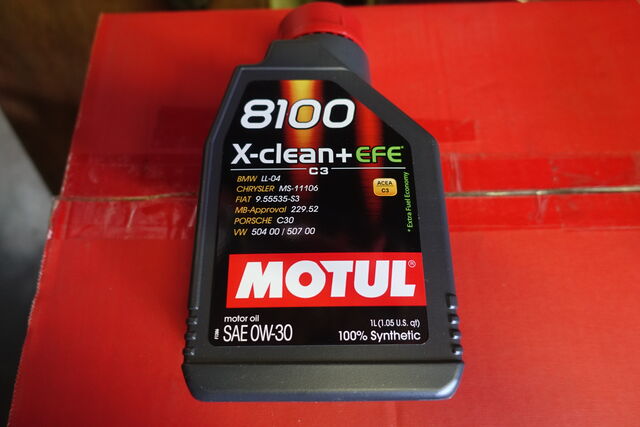 8100
X-clean+EFE*
C3
BMW LL-04
CHRYSLER MS-11106
FIAT 9.55535-S3
MB-Approval 229.52
PORSCHE C30
VW 504 00 / 507 00
ACEA
C3
* Extra Fuel Economy
MOTUL®
motor oil
SAE 0W-30
1L (1.05 U.S. qt)
100% Synthetic